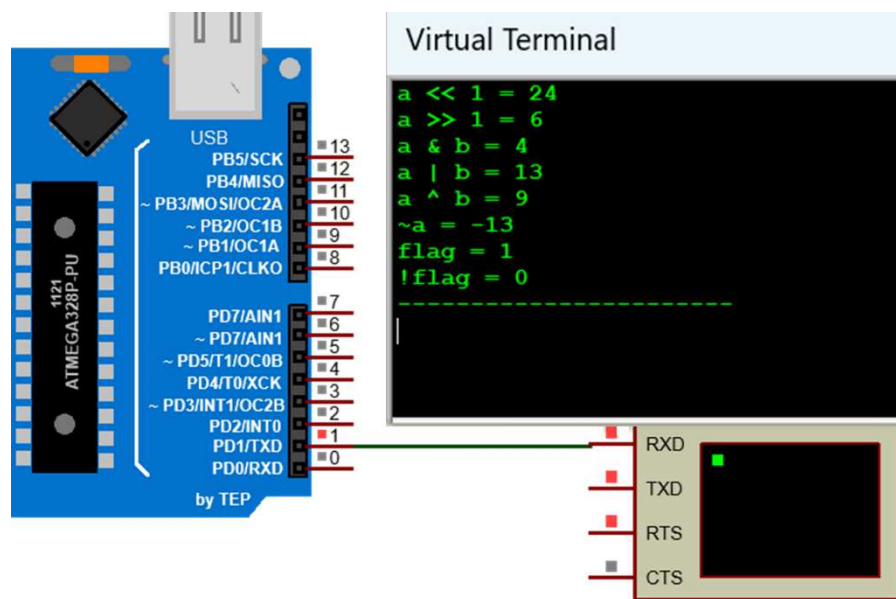 Virtual Terminal
a << 1 = 24
a >> 1 = 6
a & b = 4
a | b = 13
a ^ b = 9
~a = -13
flag = 1
!flag = 0
-----------------------
USB
PB5/SCK 13
PB4/MISO 12
~ PB3/MOSI/OC2A 11
~ PB2/OC1B 10
~ PB1/OC1A 9
PB0/ICP1/CLKO 8
PD7/AIN1 7
~ PD7/AIN1 6
~ PD5/T1/OC0B 5
PD4/T0/XCK 4
~ PD3/INT1/OC2B 3
PD2/INT0 2
PD1/TXD 1
PD0/RXD 0
by TEP
1121
ATMEGA328P-PU
RXD
TXD
RTS
CTS